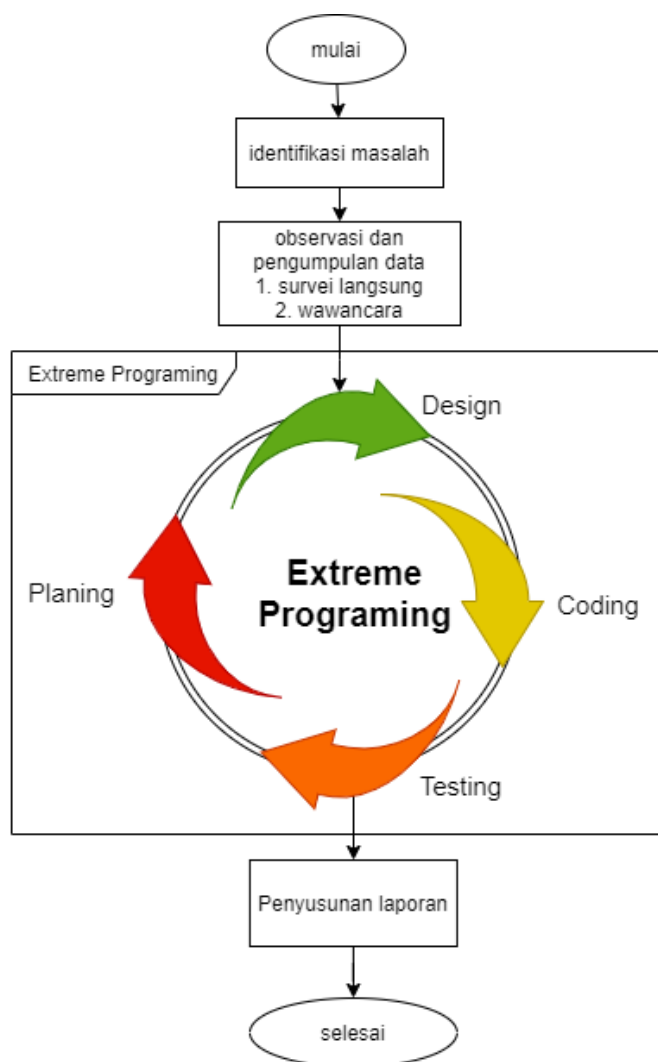 mulai
identifikasi masalah
observasi dan
pengumpulan data
1. survei langsung
2. wawancara
Extreme Programing
Design
Planing
Extreme
Programing
Coding
Testing
Penyusunan laporan
selesai